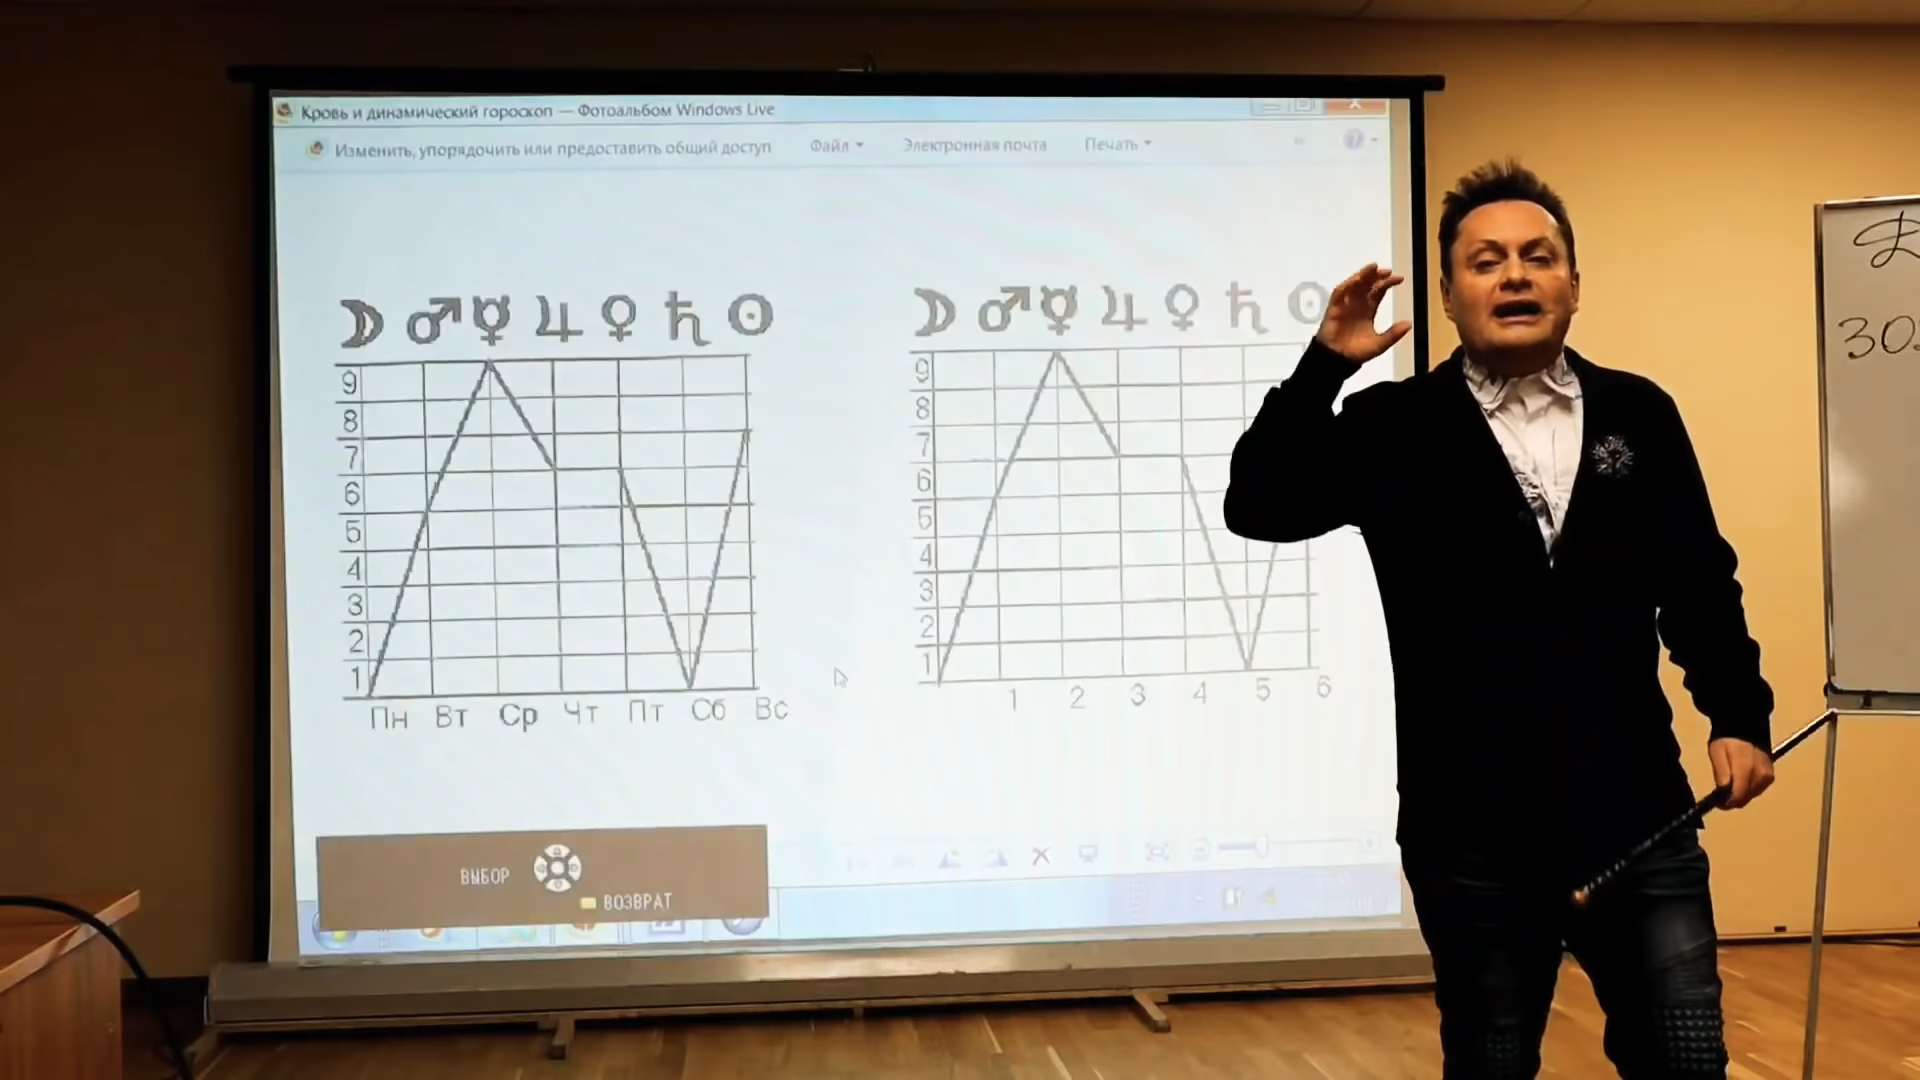 Кровь и динамический гороскоп — Фотоальбом Windows Live
Изменить, упорядочить или предоставить общий доступ Файл Электронная почта Печать
☽ ♂ ☿ ♃ ♀ ♄ ☉
9
8
7
6
5
4
3
2
1
Пн Вт Ср Чт Пт Сб Вс
☽ ♂ ☿ ♃ ♀ ♄ ☉
9
8
7
6
5
4
3
2
1
1 2 3 4 5 6
ВЫБОР
ВОЗВРАТ
30